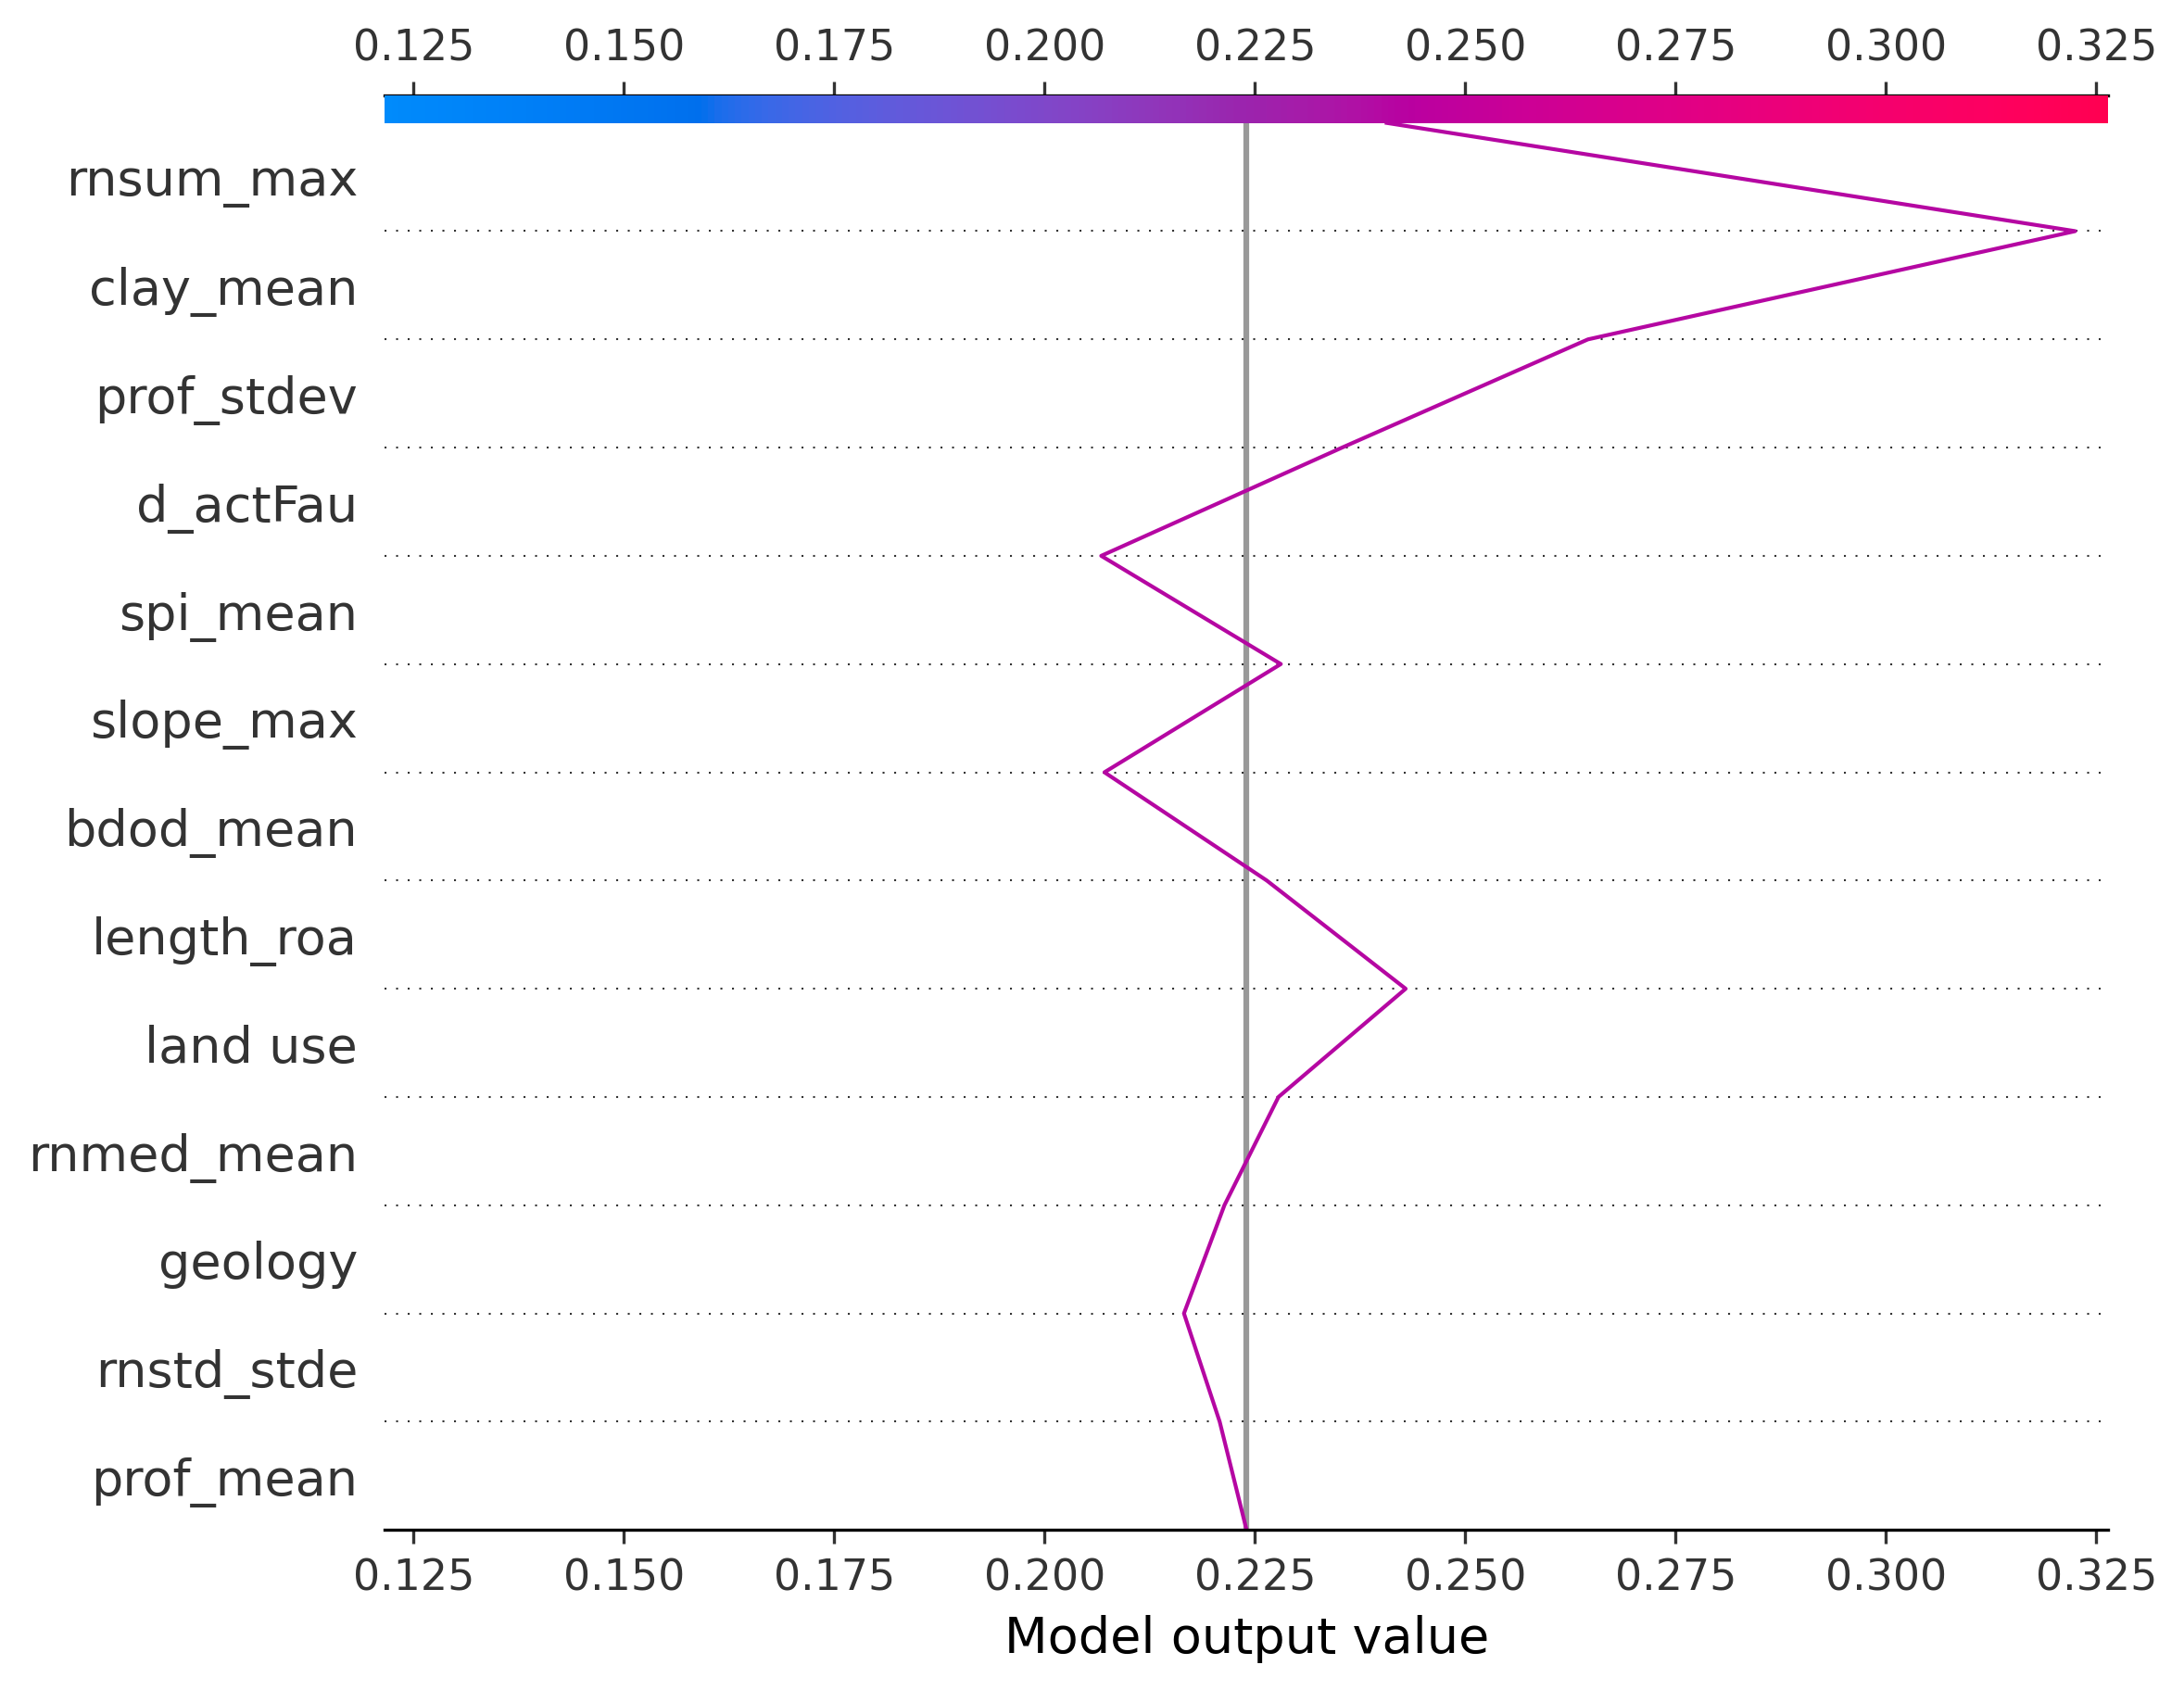 0.125 0.150 0.175 0.200 0.225 0.250 0.275 0.300 0.325
rnsum_max
clay_mean
prof_stdev
d_actFau
spi_mean
slope_max
bdod_mean
length_roa
land use
rnmed_mean
geology
rnstd_stde
prof_mean
0.125 0.150 0.175 0.200 0.225 0.250 0.275 0.300 0.325
Model output value